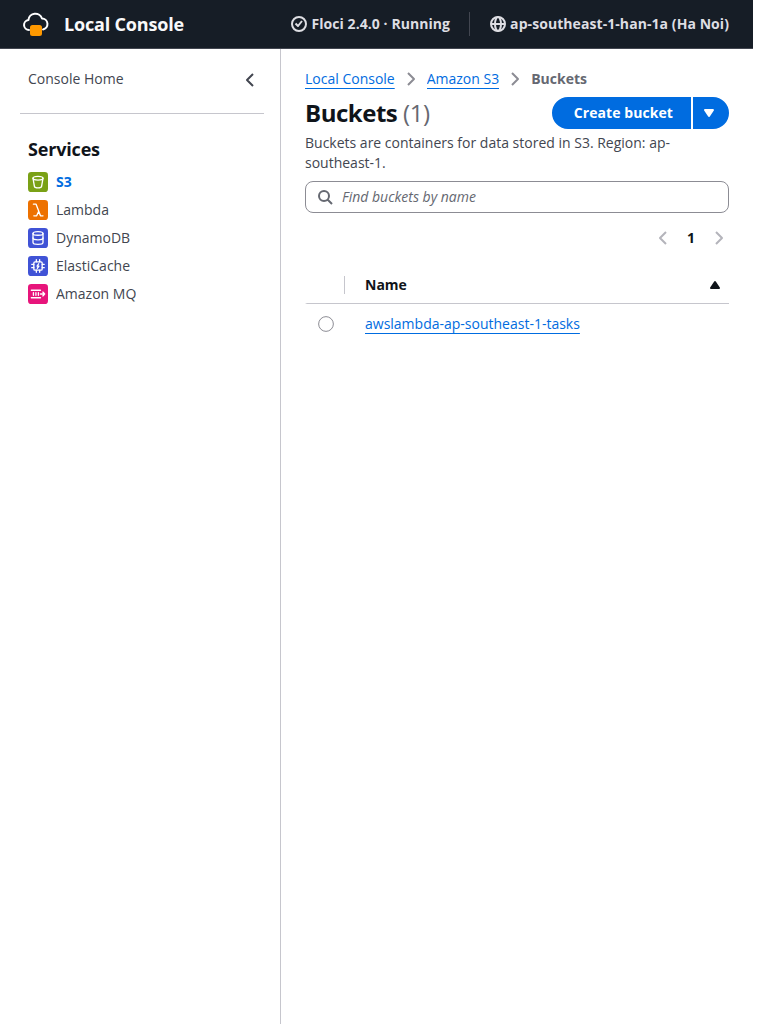 Local Console
Floci 2.4.0 · Running
ap-southeast-1-han-1a (Ha Noi)
Console Home
Services
S3
Lambda
DynamoDB
ElastiCache
Amazon MQ
Local Console > Amazon S3 > Buckets
Buckets (1)
Create bucket
Buckets are containers for data stored in S3. Region: ap-
southeast-1.
Find buckets by name
1
Name
awslambda-ap-southeast-1-tasks